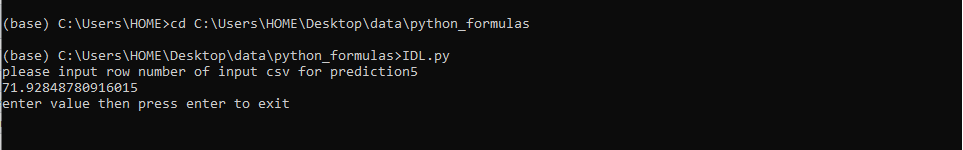 (base) C:\Users\HOME>cd C:\Users\HOME\Desktop\data\python_formulas
(base) C:\Users\HOME\Desktop\data\python_formulas>IDL.py
please input row number of input csv for prediction5
71.92848780916015
enter value then press enter to exit